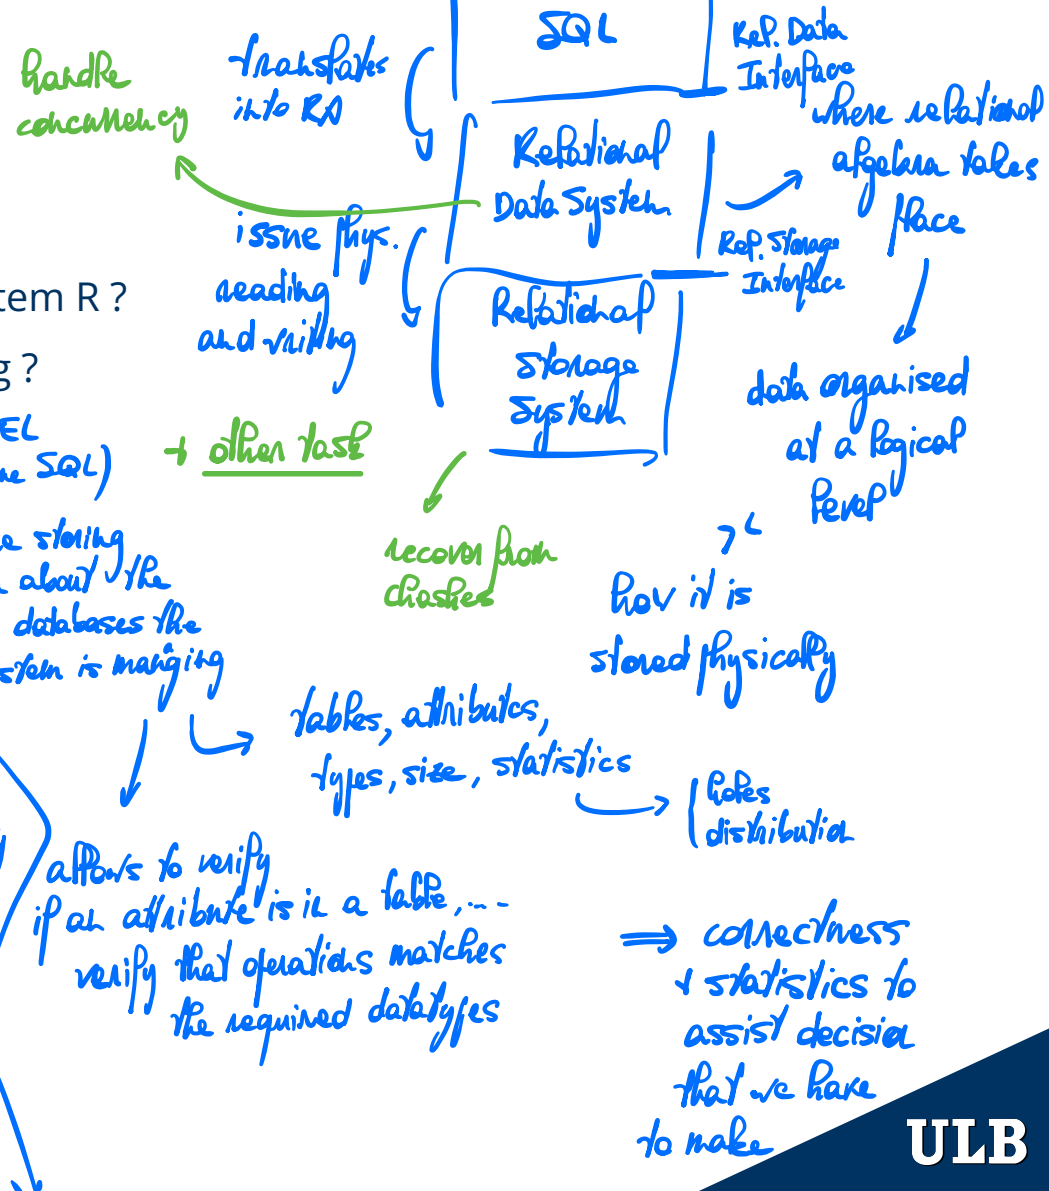 SQL
Rel. Data
Interface
handle
concurrency
translates
into RA
Relational
Data System
where relational
algebra takes
place
issue phys.
reading
and writing
Rel. Storage
Interface
tem R ?
g ?
Relational
Storage
System
data organised
at a logical
level
EL
ne SQL)
+ other task
recover from
chashes
how it is
stored physically
e storing
about the
databases the
stem is manging
tables, attributes,
types, size, statistics
holes
distribution
allows to verify
if an attribute is in a table,...
verify that operations matches
the required datatypes
⇒ correctness
+ statistics to
assist decision
that we have
to make
ULB